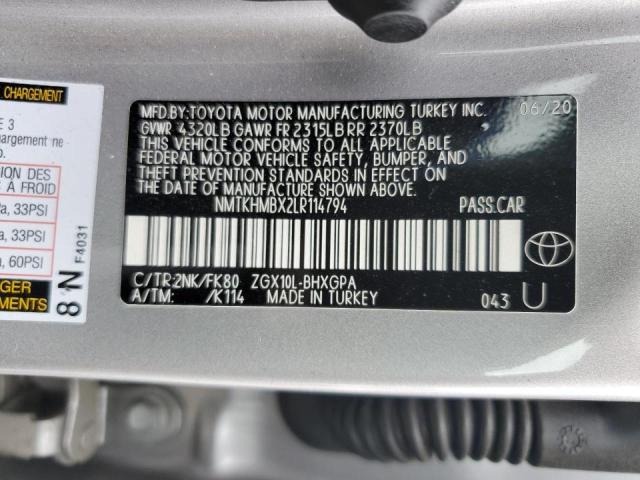 CHARGEMENT
E 3
hargement ne
o.
SION DES
S À FROID
a, 33PSI
a, 33PSI
a, 60PSI
GER
EMENTS
8 N F4031
MFD.BY:TOYOTA MOTOR MANUFACTURING TURKEY INC. 06/20
GVWR 4320LB GAWR FR 2315LB RR 2370LB
THIS VEHICLE CONFORMS TO ALL APPLICABLE
FEDERAL MOTOR VEHICLE SAFETY, BUMPER, AND
THEFT PREVENTION STANDARDS IN EFFECT ON
THE DATE OF MANUFACTURE SHOWN ABOVE.
NMTKHMBX2LR114794 PASS.CAR
C/TR:2NK/FK80 ZGX10L-BHXGPA
A/TM: /K114 MADE IN TURKEY 043 U